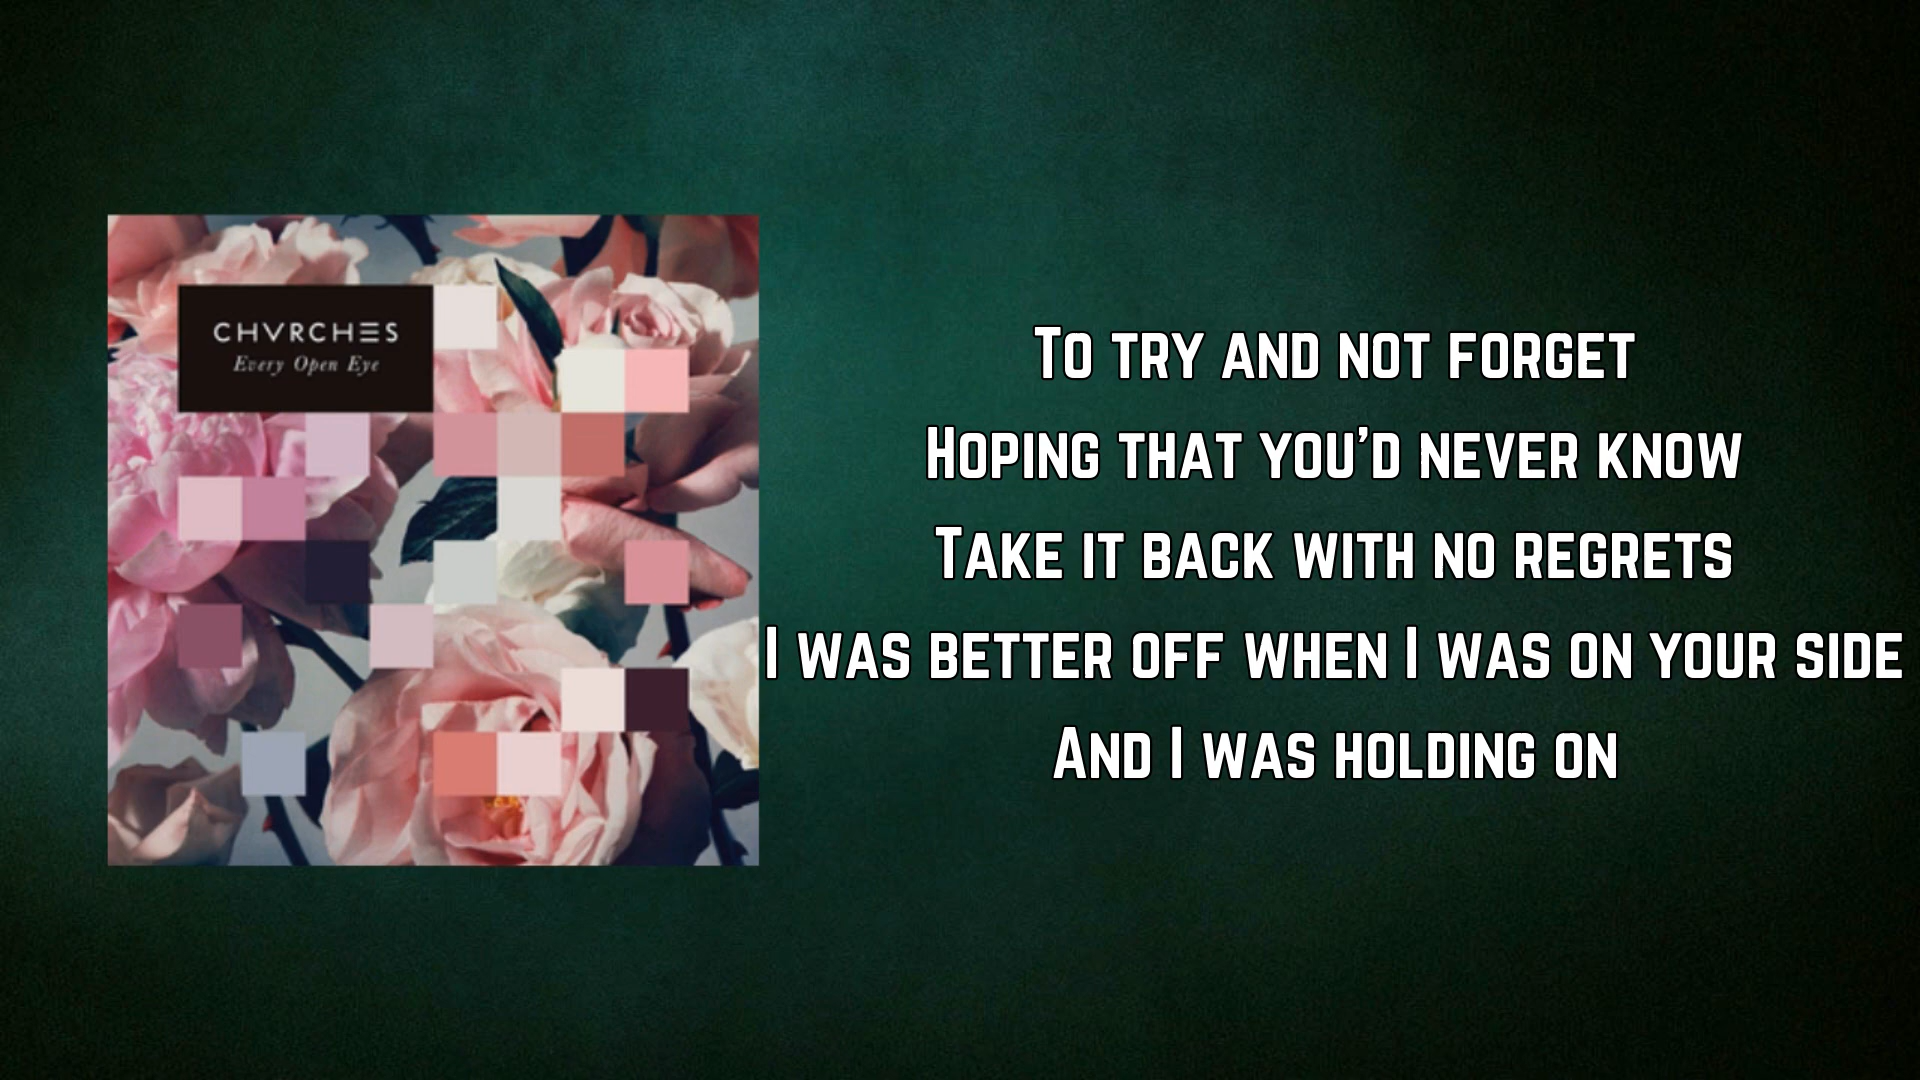 CHVRCHES
Every Open Eye
To try and not forget
Hoping that you'd never know
Take it back with no regrets
I was better off when I was on your side
And I was holding on